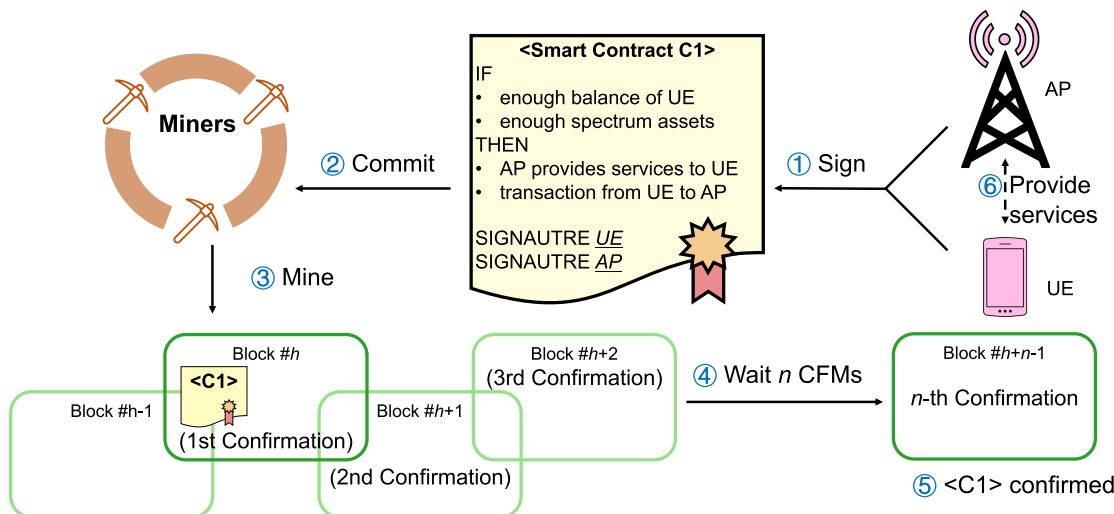 <Smart Contract C1>
IF
• enough balance of UE
• enough spectrum assets
THEN
• AP provides services to UE
• transaction from UE to AP
SIGNAUTRE UE
SIGNAUTRE AP
Miners
② Commit
① Sign
AP
⑥ Provide
services
UE
③ Mine
Block #h-1
Block #h
<C1>
(1st Confirmation)
Block #h+1
(2nd Confirmation)
Block #h+2
(3rd Confirmation)
④ Wait n CFMs
Block #h+n-1
n-th Confirmation
⑤ <C1> confirmed